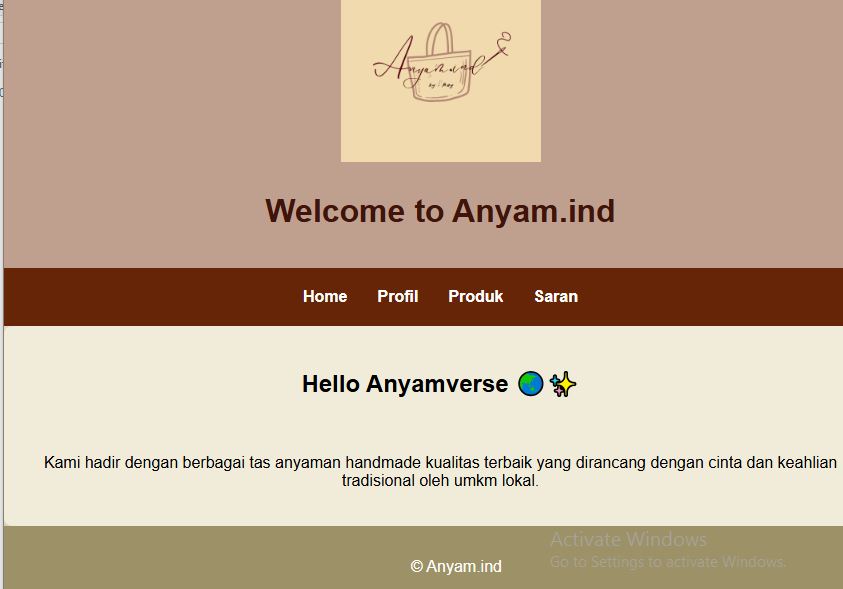 Anyam.ind
by
Welcome to Anyam.ind
Home Profil Produk Saran
Hello Anyamverse 🌏✨
Kami hadir dengan berbagai tas anyaman handmade kualitas terbaik yang dirancang dengan cinta dan keahlian
tradisional oleh umkm lokal.
Activate Windows
Go to Settings to activate Windows.
© Anyam.ind